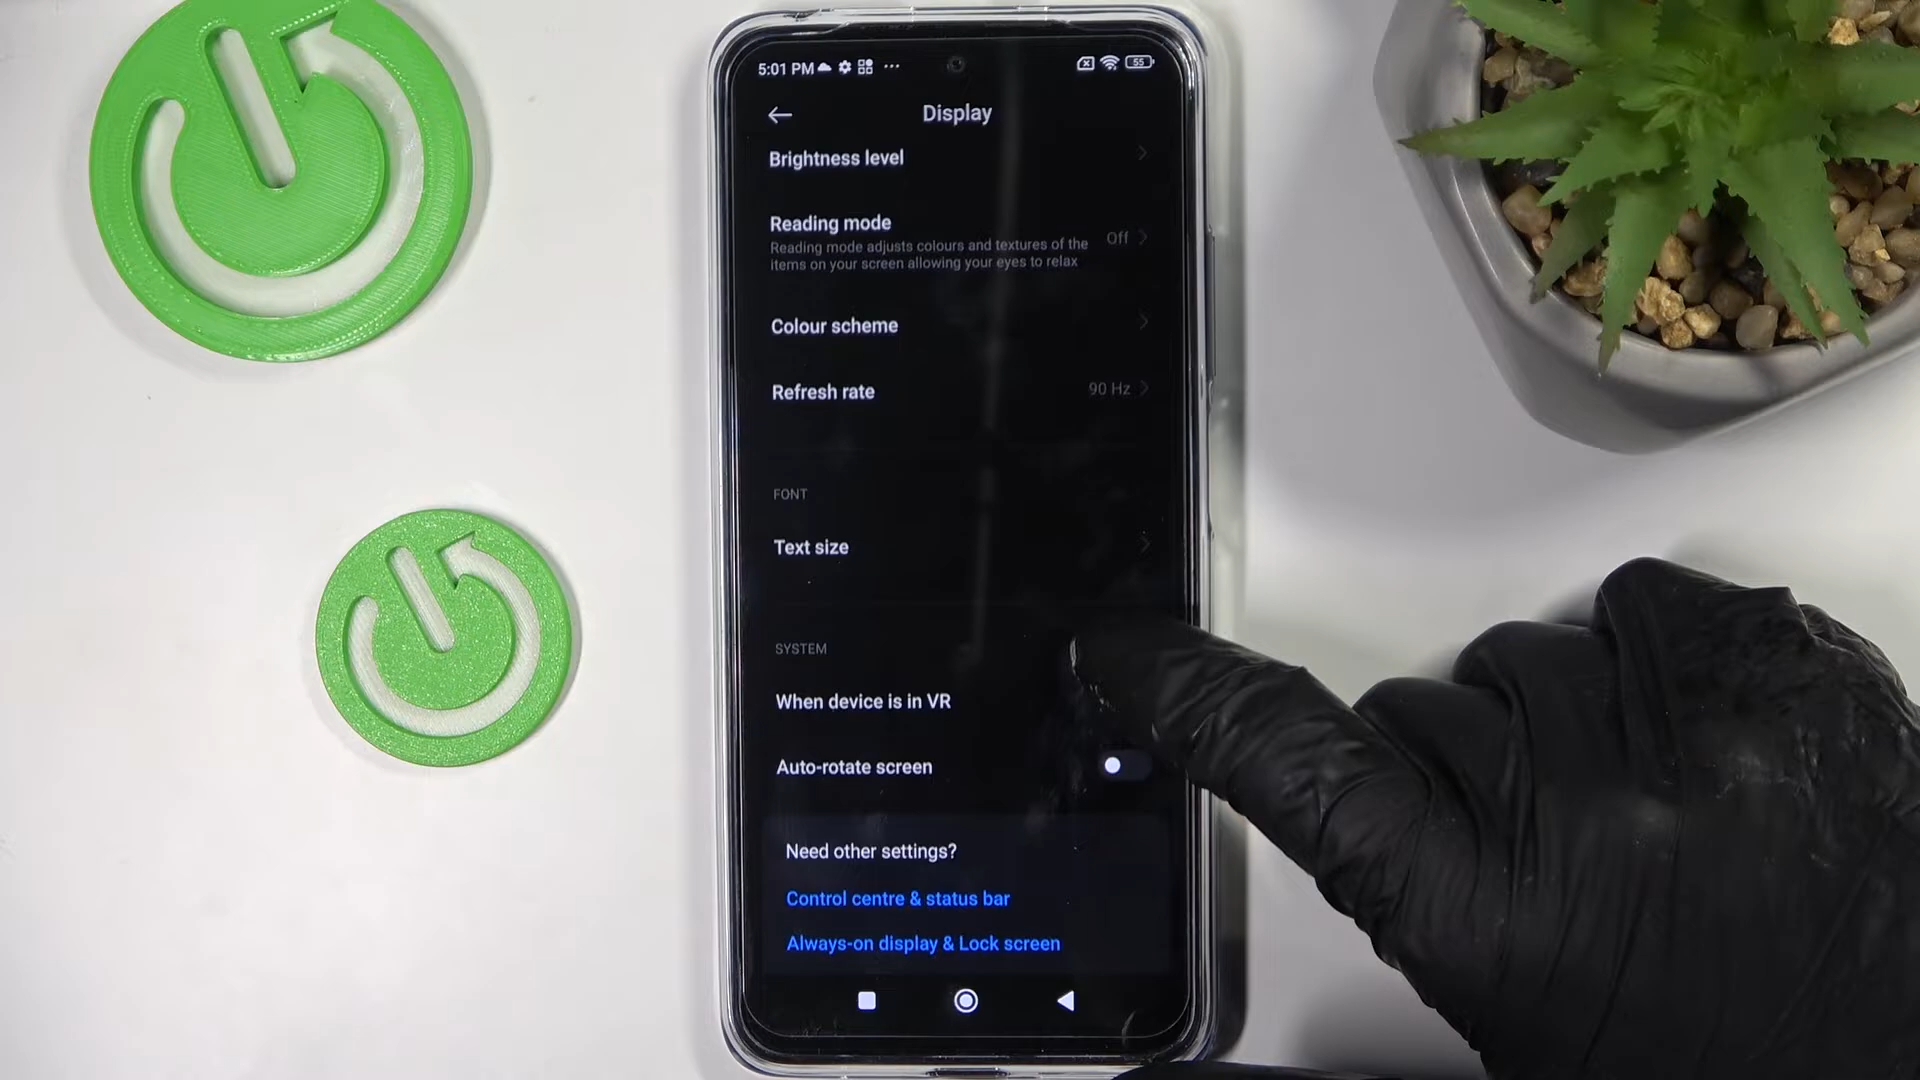 5:01 PM
55
Display
Brightness level
Reading mode
Off
Reading mode adjusts colours and textures of the
items on your screen allowing your eyes to relax
Colour scheme
Refresh rate
90 Hz
FONT
Text size
SYSTEM
When device is in VR
Auto-rotate screen
Need other settings?
Control centre & status bar
Always-on display & Lock screen